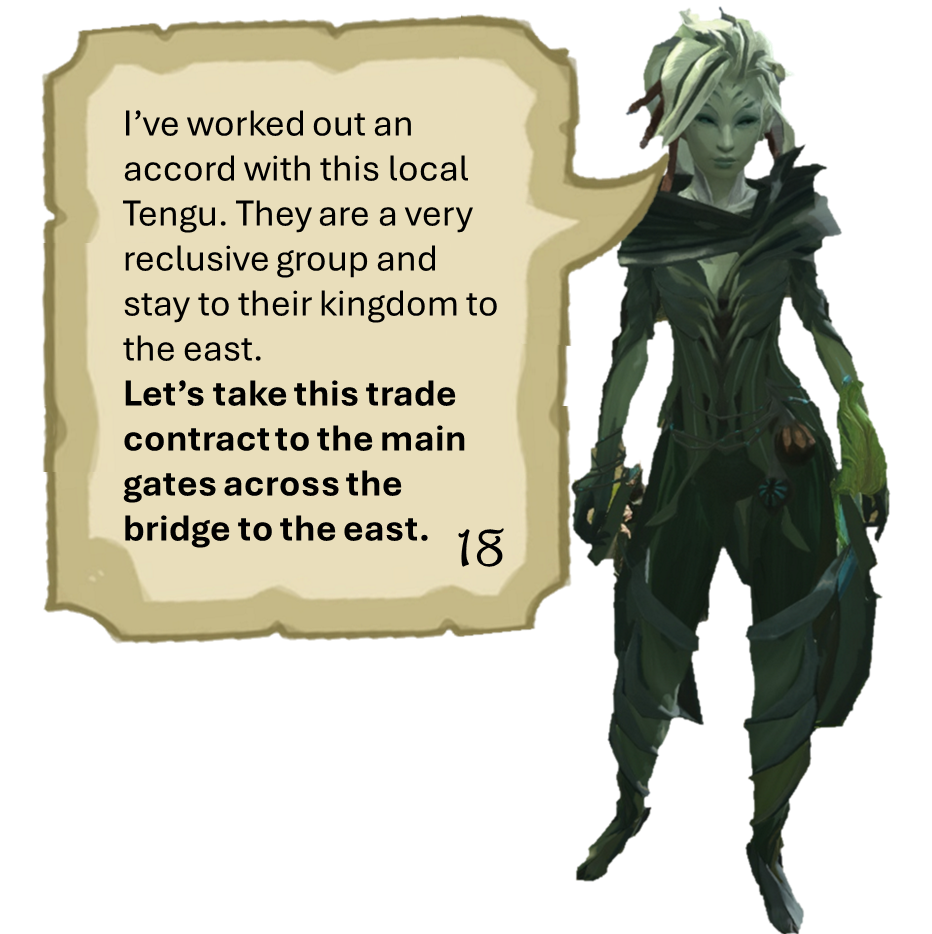 I’ve worked out an
accord with this local
Tengu. They are a very
reclusive group and
stay to their kingdom to
the east.
Let’s take this trade
contract to the main
gates across the
bridge to the east.
18